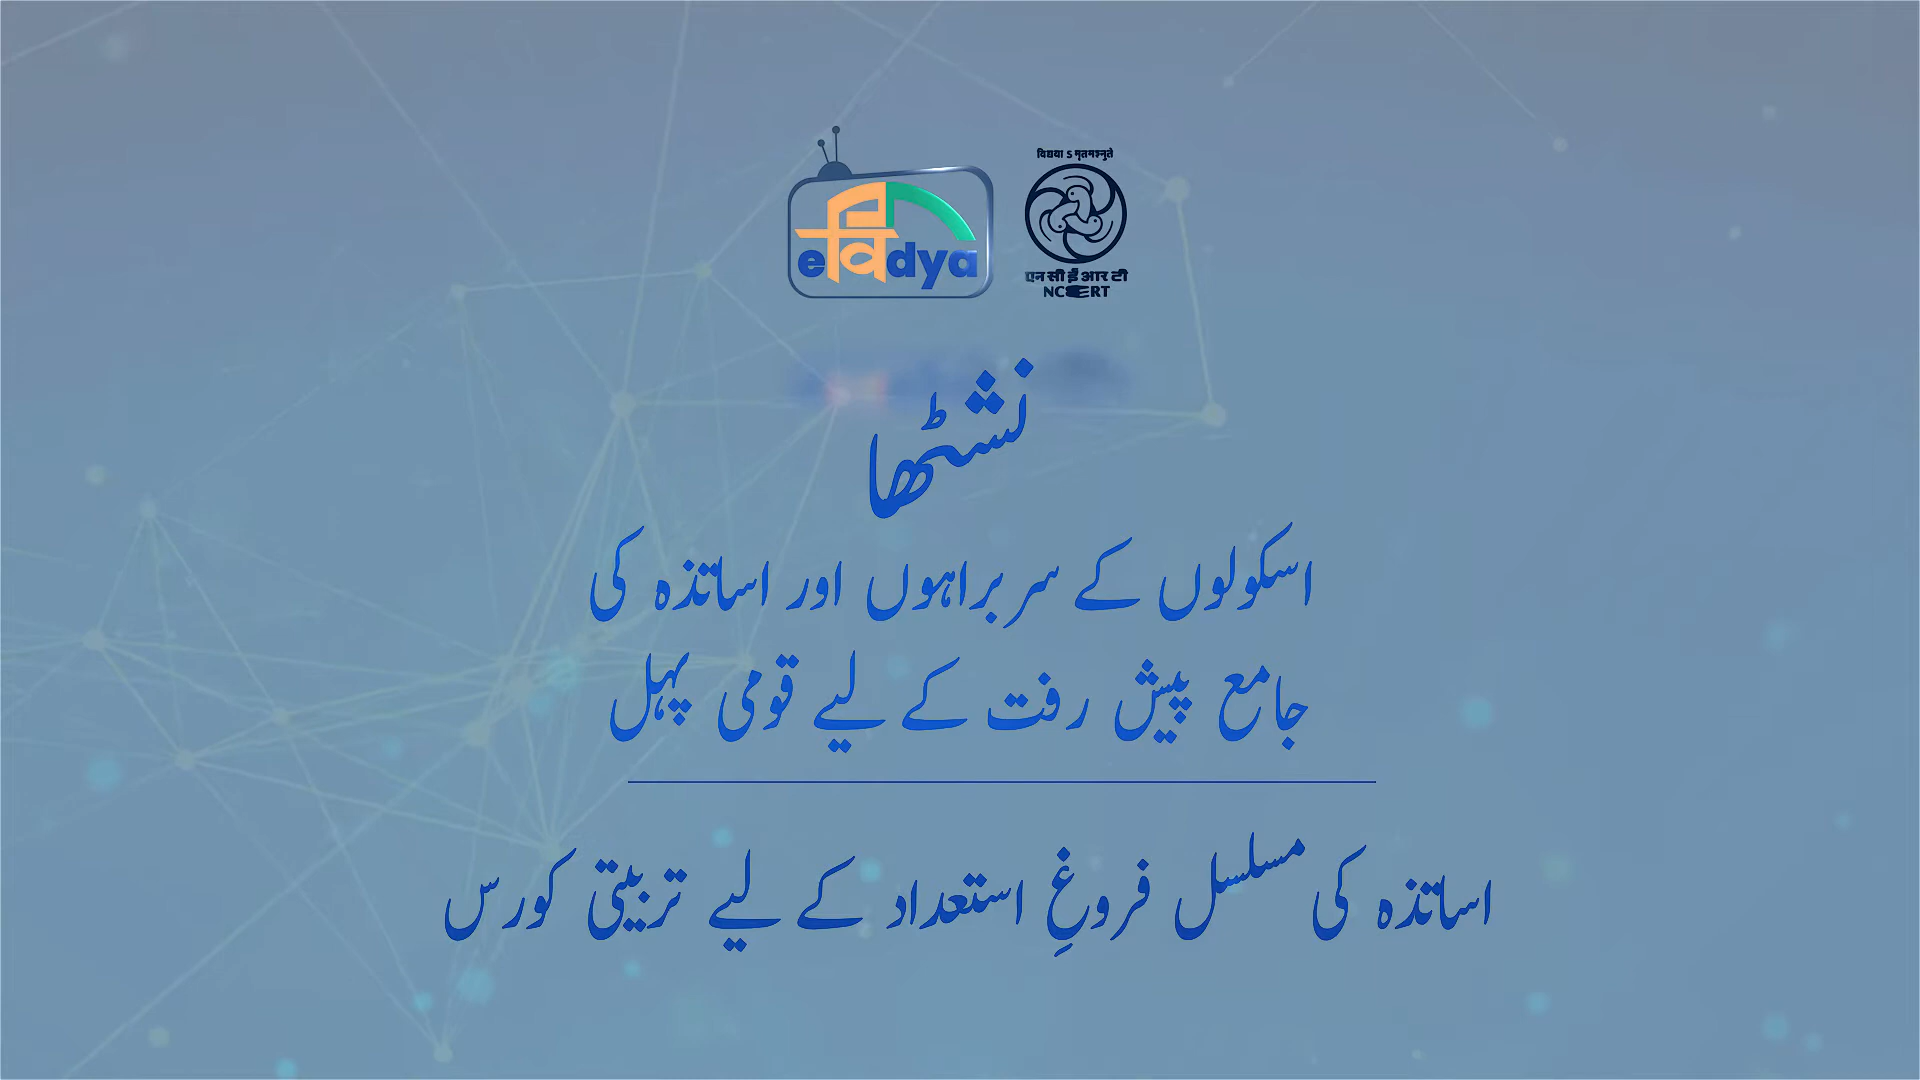 विद्यया ऽ मृतमश्नुते
eविdya
एन सी ई आर टी
NCERT
نشٹھا
اسکولوں کے سربراہوں اور اساتذہ کی
جامع پیش رفت کے لیے قومی پہل
اساتذہ کی مسلسل فروغِ استعداد کے لیے تربیتی کورس